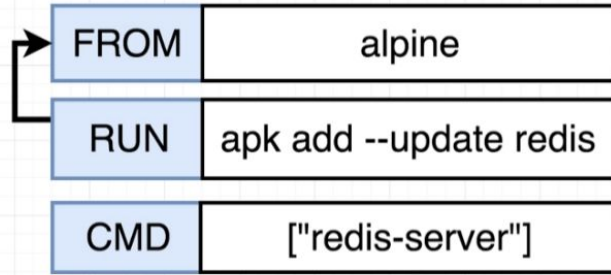 FROM alpine
RUN apk add --update redis
CMD ["redis-server"]